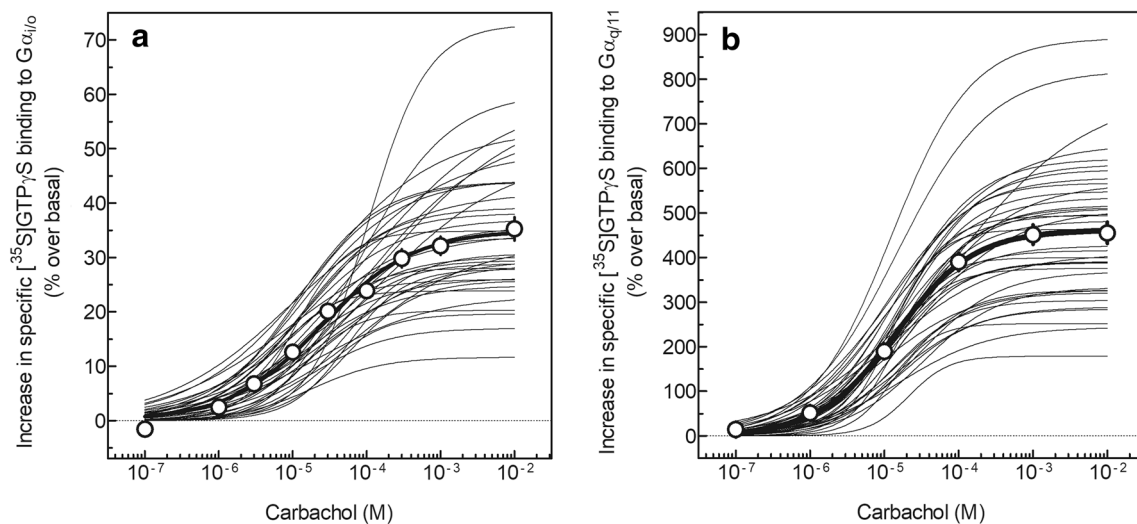 a
Increase in specific [³⁵S]GTPγS binding to Gα_i/o
(% over basal)
70
60
50
40
30
20
10
0
10⁻⁷ 10⁻⁶ 10⁻⁵ 10⁻⁴ 10⁻³ 10⁻²
Carbachol (M)
b
Increase in specific [³⁵S]GTPγS binding to Gα_q/11
(% over basal)
900
800
700
600
500
400
300
200
100
0
10⁻⁷ 10⁻⁶ 10⁻⁵ 10⁻⁴ 10⁻³ 10⁻²
Carbachol (M)